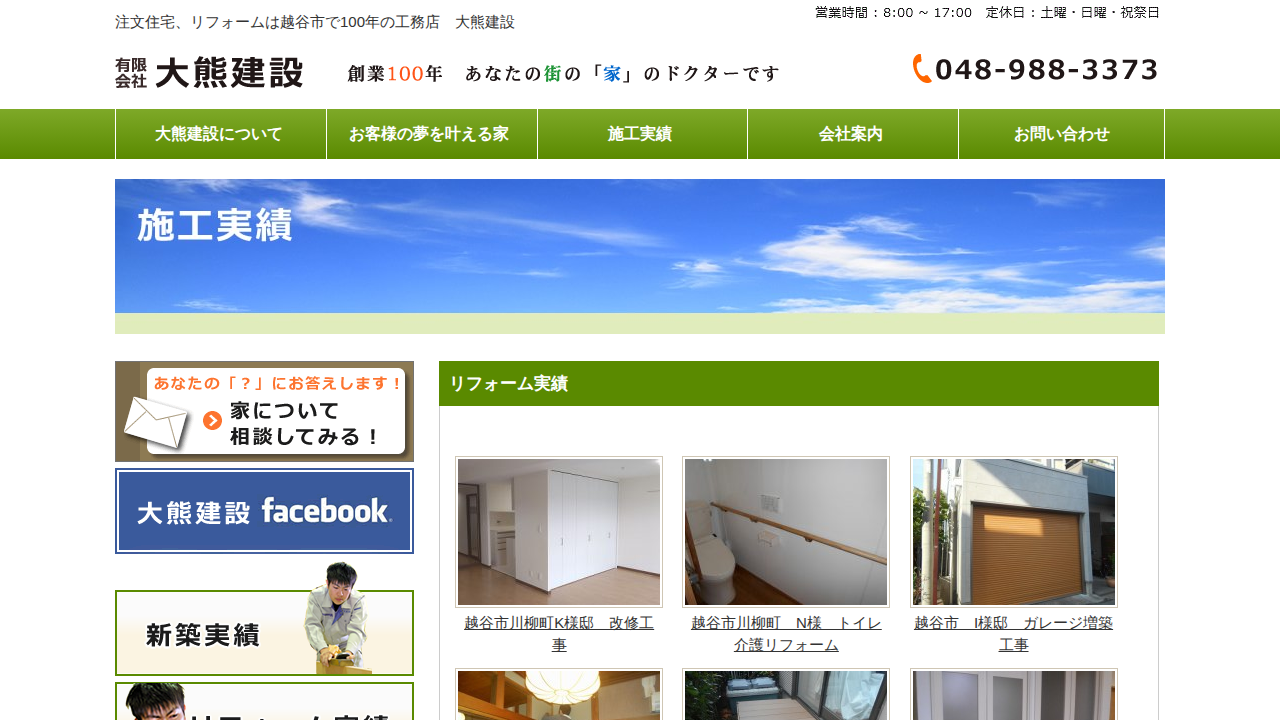 注文住宅、リフォームは越谷市で100年の工務店　大熊建設
営業時間：8:00 ~ 17:00　定休日：土曜・日曜・祝祭日
有限会社 大熊建設
創業100年　あなたの街の「家」のドクターです
048-988-3373
大熊建設について
お客様の夢を叶える家
施工実績
会社案内
お問い合わせ
施工実績
あなたの「？」にお答えします！
家について
相談してみる！
大熊建設 facebook.
新築実績
リフォーム実績
リフォーム実績
越谷市川柳町K様邸　改修工
事
越谷市川柳町　N様　トイレ
介護リフォーム
越谷市　I様邸　ガレージ増築
工事